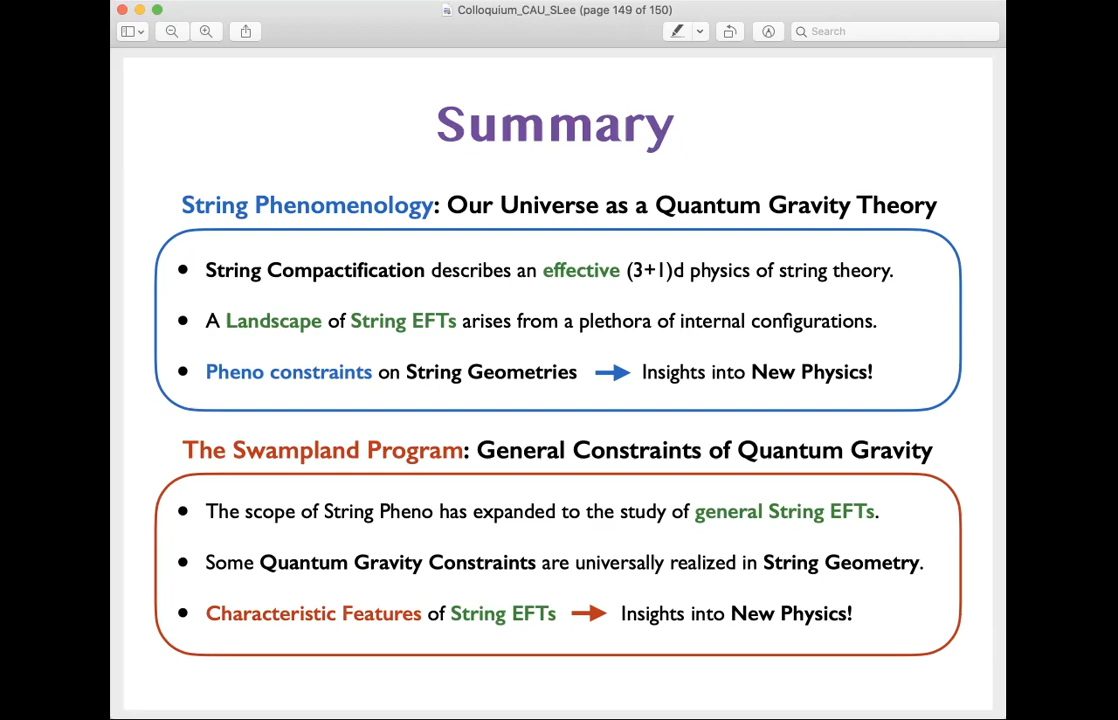 Colloquium_CAU_SLee (page 149 of 150)
Search
Summary
String Phenomenology: Our Universe as a Quantum Gravity Theory
• String Compactification describes an effective (3+1)d physics of string theory.
• A Landscape of String EFTs arises from a plethora of internal configurations.
• Pheno constraints on String Geometries → Insights into New Physics!
The Swampland Program: General Constraints of Quantum Gravity
• The scope of String Pheno has expanded to the study of general String EFTs.
• Some Quantum Gravity Constraints are universally realized in String Geometry.
• Characteristic Features of String EFTs → Insights into New Physics!